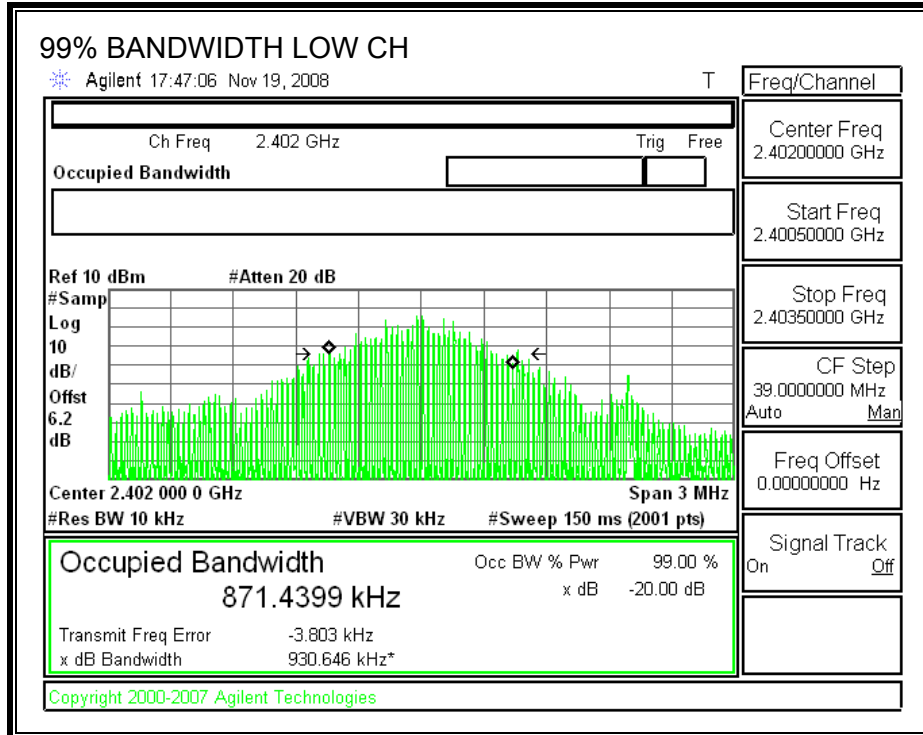 99% BANDWIDTH LOW CH
Agilent 17:47:06 Nov 19, 2008 T
Freq/Channel
Ch Freq 2.402 GHz Trig Free
Occupied Bandwidth
Center Freq
2.40200000 GHz
Start Freq
2.40050000 GHz
Stop Freq
2.40350000 GHz
CF Step
39.0000000 MHz
Auto Man
Freq Offset
0.00000000 Hz
Signal Track
On Off
Ref 10 dBm #Atten 20 dB
#Samp
Log
10
dB/
Offst
6.2
dB
Center 2.402 000 0 GHz Span 3 MHz
#Res BW 10 kHz #VBW 30 kHz #Sweep 150 ms (2001 pts)
Occupied Bandwidth
871.4399 kHz
Occ BW % Pwr 99.00 %
x dB -20.00 dB
Transmit Freq Error -3.803 kHz
x dB Bandwidth 930.646 kHz*
Copyright 2000-2007 Agilent Technologies